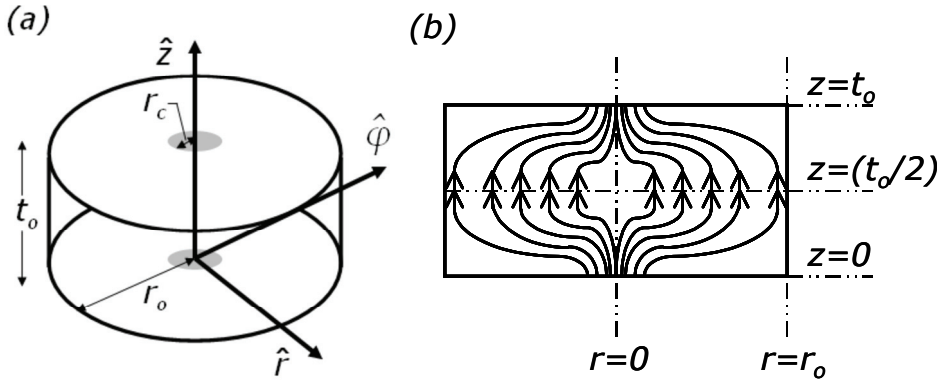 (a)
ẑ
r_c
φ̂
t_o
r_o
r̂
(b)
z=t_o
z=(t_o/2)
z=0
r=0
r=r_o